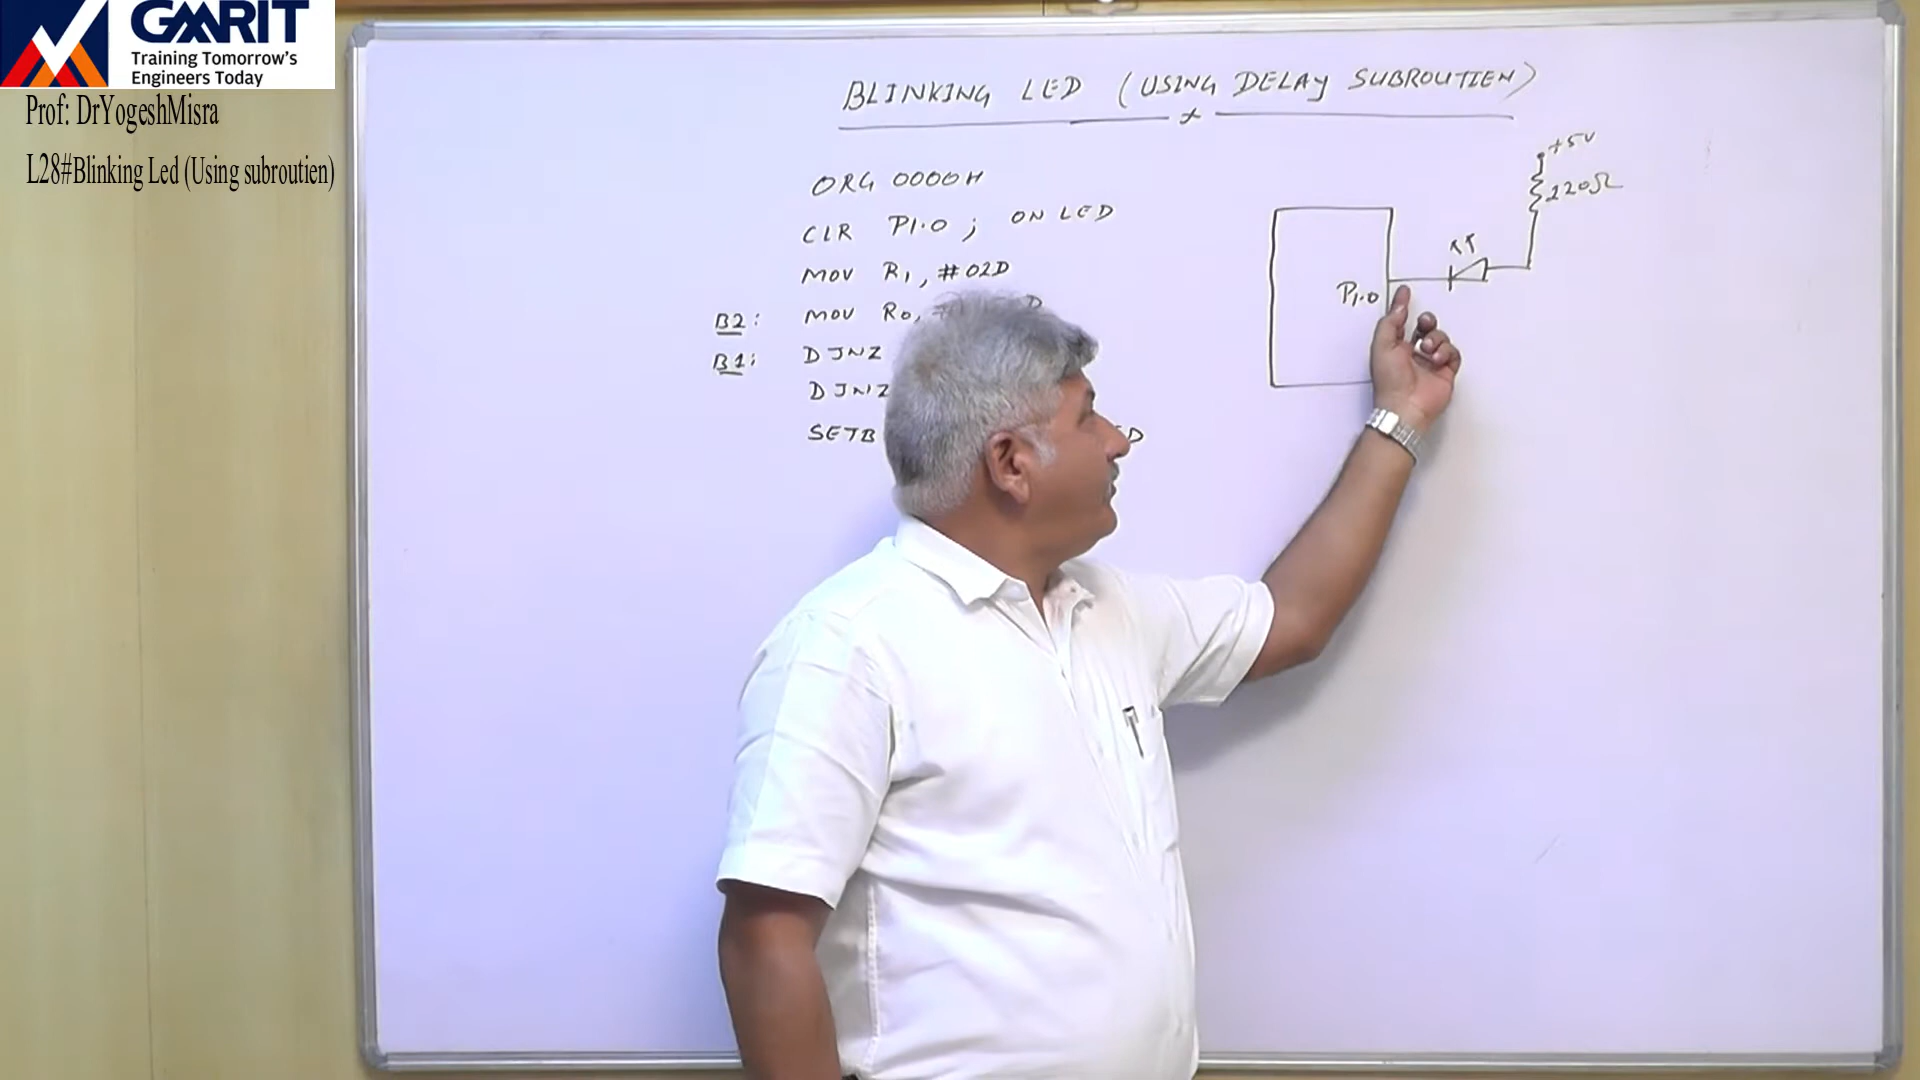 GMRIT
Training Tomorrow's
Engineers Today
Prof: DrYogeshMisra
L28#Blinking Led (Using subroutien)
BLINKING LED (USING DELAY SUBROUTIEN)
ORG 0000H
CLR P1.0 ; ON LED
MOV R1, #02D
B2: MOV R0,
B1: DJNZ
DJNZ
SETB
+5V
220Ω
P1.0